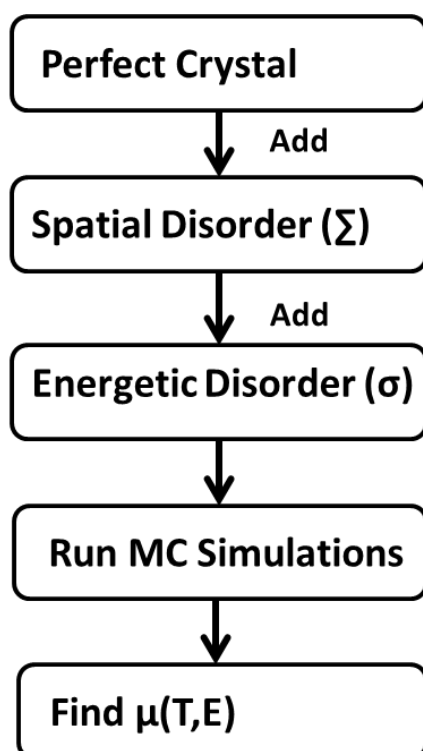 Perfect Crystal
Add
Spatial Disorder (∑)
Add
Energetic Disorder (σ)
Run MC Simulations
Find μ(T,E)